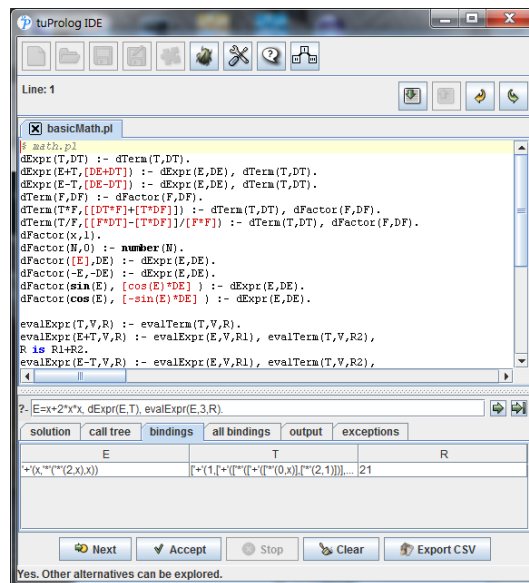 tuProlog IDE
Line: 1
basicMath.pl
% math.pl
dExpr(T,DT) :- dTerm(T,DT).
dExpr(E+T,[DE+DT]) :- dExpr(E,DE), dTerm(T,DT).
dExpr(E-T,[DE-DT]) :- dExpr(E,DE), dTerm(T,DT).
dTerm(F,DF) :- dFactor(F,DF).
dTerm(T*F,[[DT*F]+[T*DF]]) :- dTerm(T,DT), dFactor(F,DF).
dTerm(T/F,[[F*DT]-[T*DF]]/[F*F]) :- dTerm(T,DT), dFactor(F,DF).
dFactor(x,1).
dFactor(N,0) :- number(N).
dFactor([E],DE) :- dExpr(E,DE).
dFactor(-E,-DE) :- dExpr(E,DE).
dFactor(sin(E), [cos(E)*DE] ) :- dExpr(E,DE).
dFactor(cos(E), [-sin(E)*DE] ) :- dExpr(E,DE).
evalExpr(T,V,R) :- evalTerm(T,V,R).
evalExpr(E+T,V,R) :- evalExpr(E,V,R1), evalTerm(T,V,R2),
R is R1+R2.
evalExpr(E-T,V,R) :- evalExpr(E,V,R1), evalTerm(T,V,R2),
?- E=x+2*x*x, dExpr(E,T), evalExpr(E,3,R).
solution call tree bindings all bindings output exceptions
E T R
'+'(x,'*'('*'(2,x),x)) ['+'(1,['+'(['*'(['+'(['*'(0,x)],['*'(2,1)])],... 21
Next Accept Stop Clear Export CSV
Yes. Other alternatives can be explored.